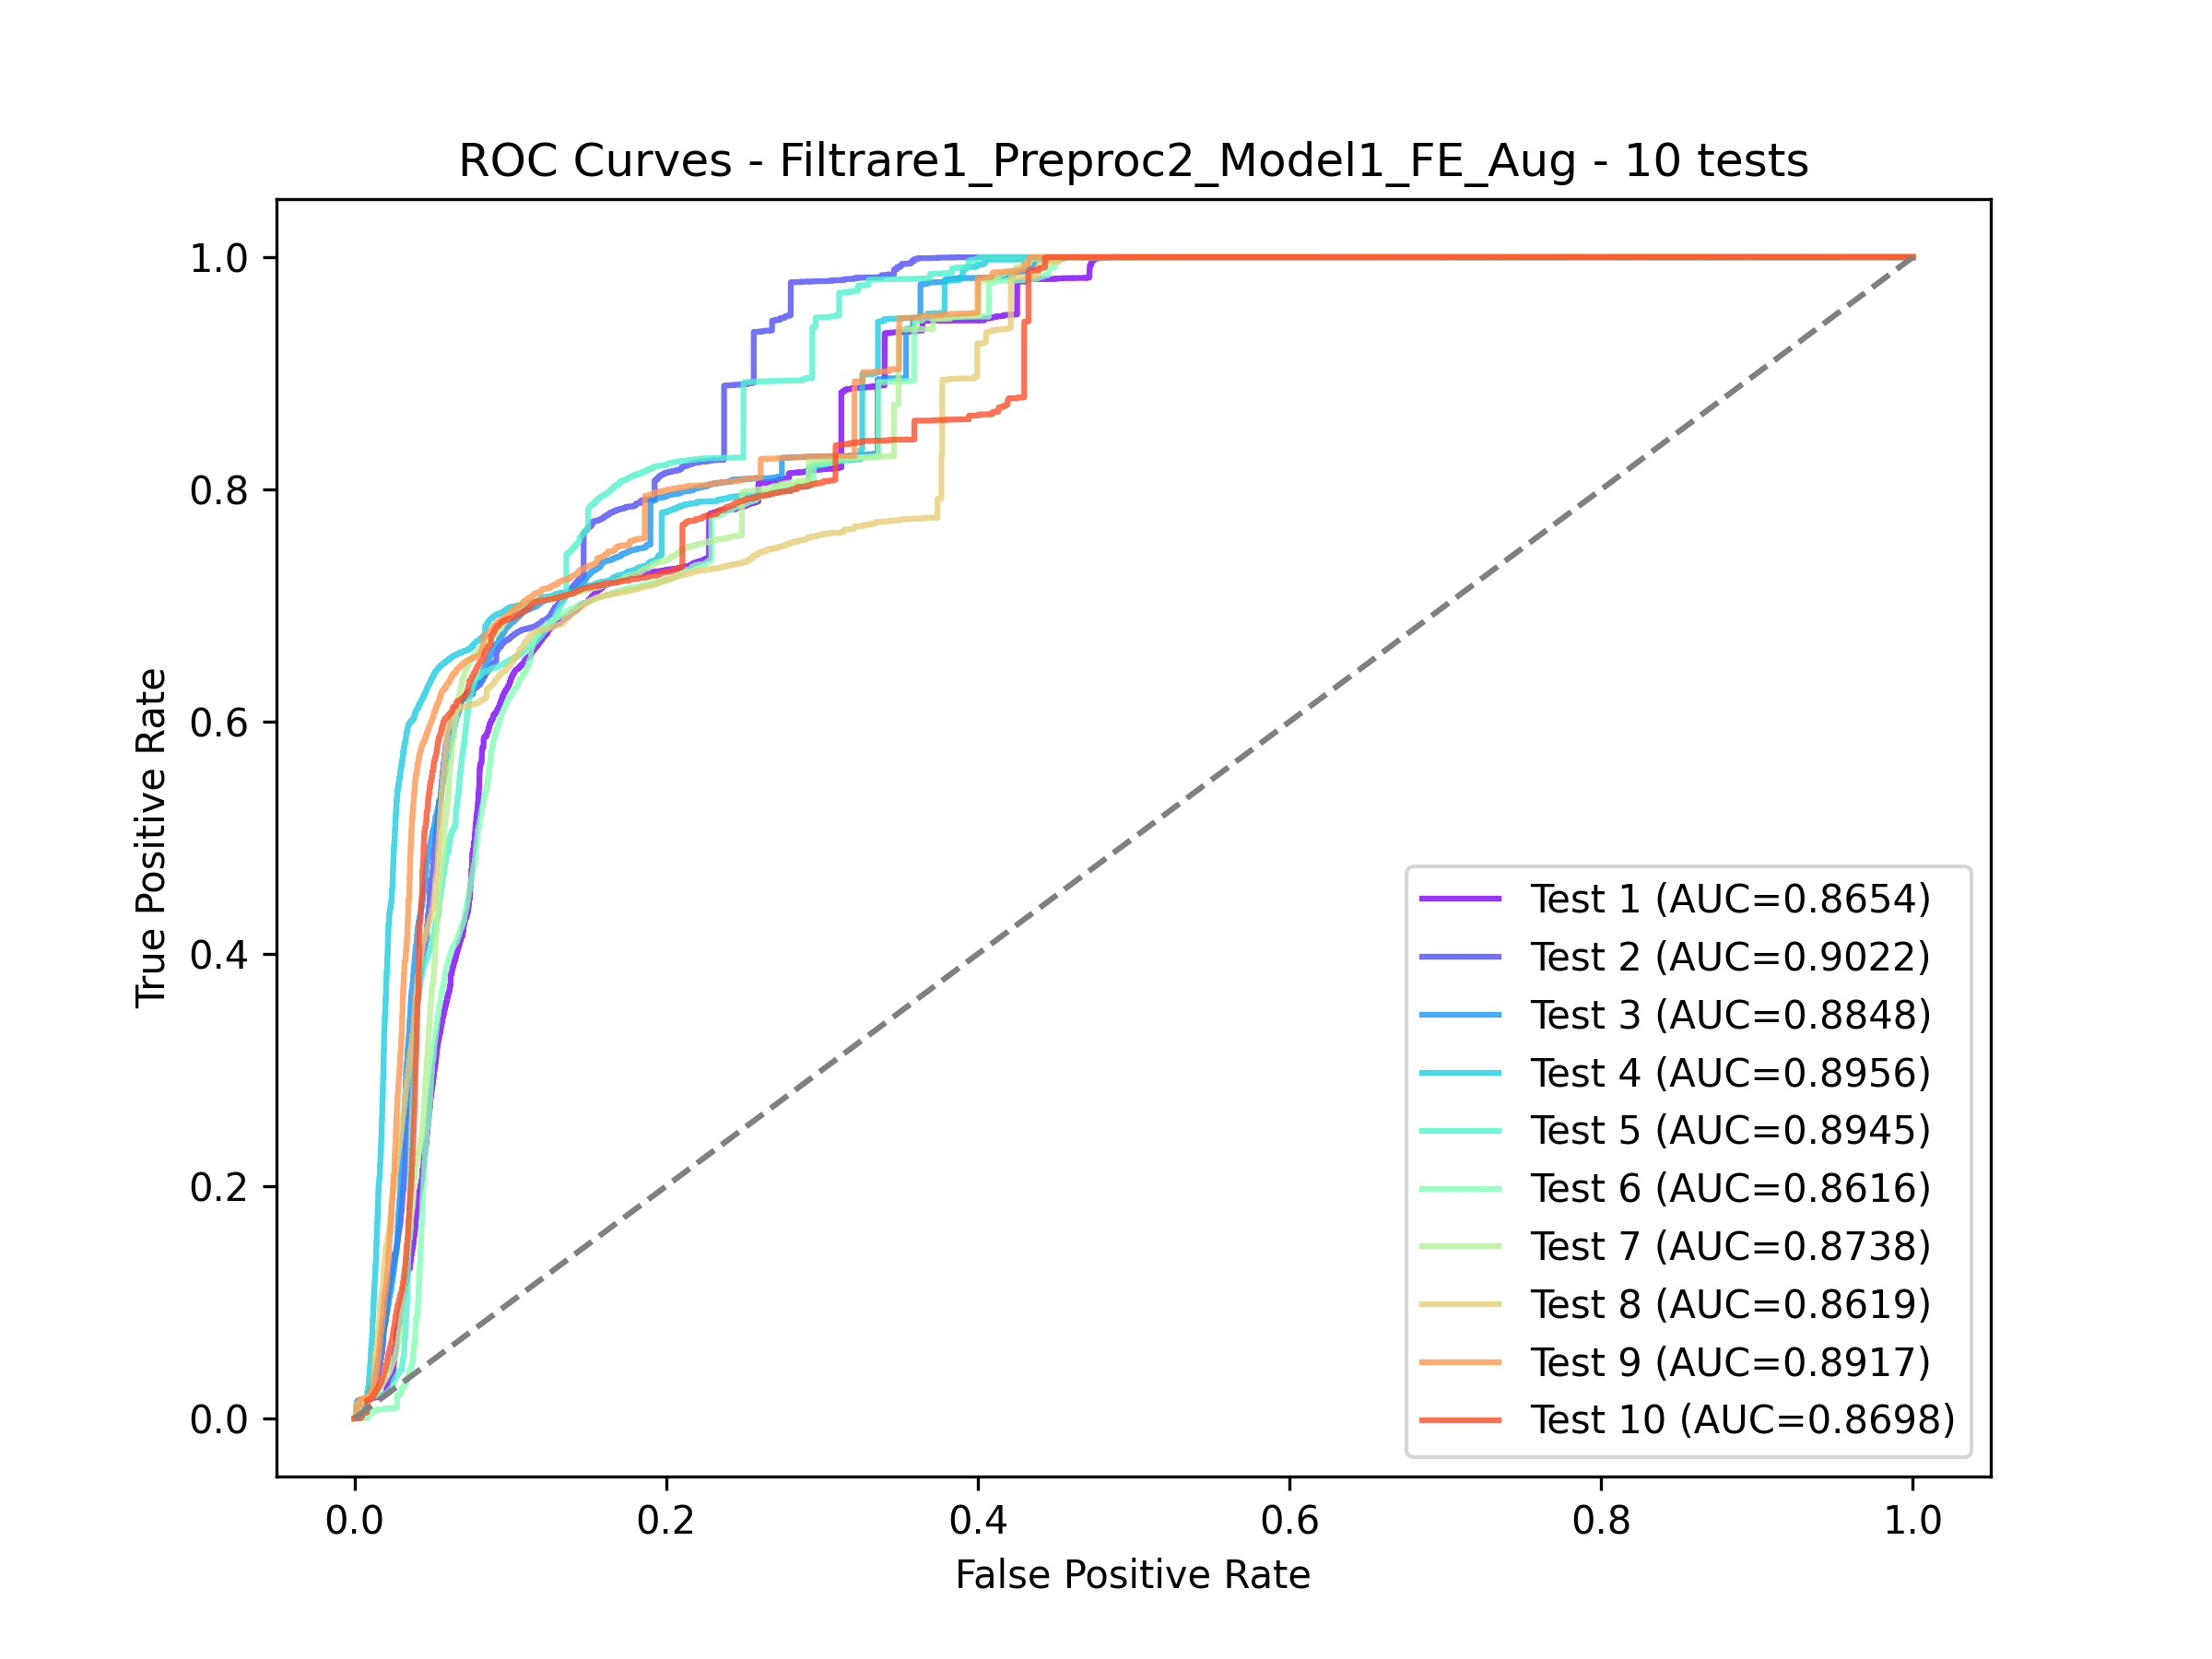 ROC Curves - Filtrare1_Preproc2_Model1_FE_Aug - 10 tests
True Positive Rate
1.0
0.8
0.6
0.4
0.2
0.0
Test 1 (AUC=0.8654)
Test 2 (AUC=0.9022)
Test 3 (AUC=0.8848)
Test 4 (AUC=0.8956)
Test 5 (AUC=0.8945)
Test 6 (AUC=0.8616)
Test 7 (AUC=0.8738)
Test 8 (AUC=0.8619)
Test 9 (AUC=0.8917)
Test 10 (AUC=0.8698)
0.0 0.2 0.4 0.6 0.8 1.0
False Positive Rate